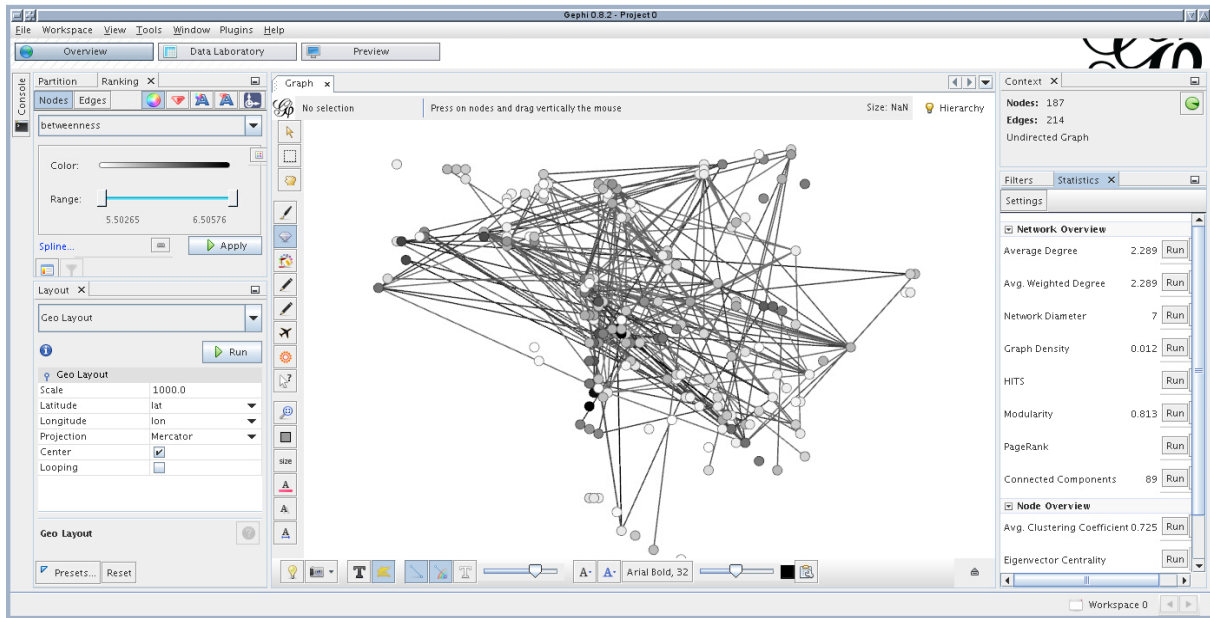 Gephi 0.8.2 - Project 0
File Workspace View Tools Window Plugins Help
Overview Data Laboratory Preview
Console
Partition Ranking
Nodes Edges
betweenness
Color:
Range:
5.50265 6.50576
Spline...
Apply
Layout
Geo Layout
Run
Geo Layout
Scale 1000.0
Latitude lat
Longitude lon
Projection Mercator
Center
Looping
Geo Layout
Presets... Reset
Graph
No selection Press on nodes and drag vertically the mouse Size: NaN Hierarchy
size
A
A
A
T T A- A- Arial Bold, 32
Context
Nodes: 187
Edges: 214
Undirected Graph
Filters Statistics
Settings
Network Overview
Average Degree 2.289 Run
Avg. Weighted Degree 2.289 Run
Network Diameter 7 Run
Graph Density 0.012 Run
HITS Run
Modularity 0.813 Run
PageRank Run
Connected Components 89 Run
Node Overview
Avg. Clustering Coefficient 0.725 Run
Eigenvector Centrality Run
Workspace 0